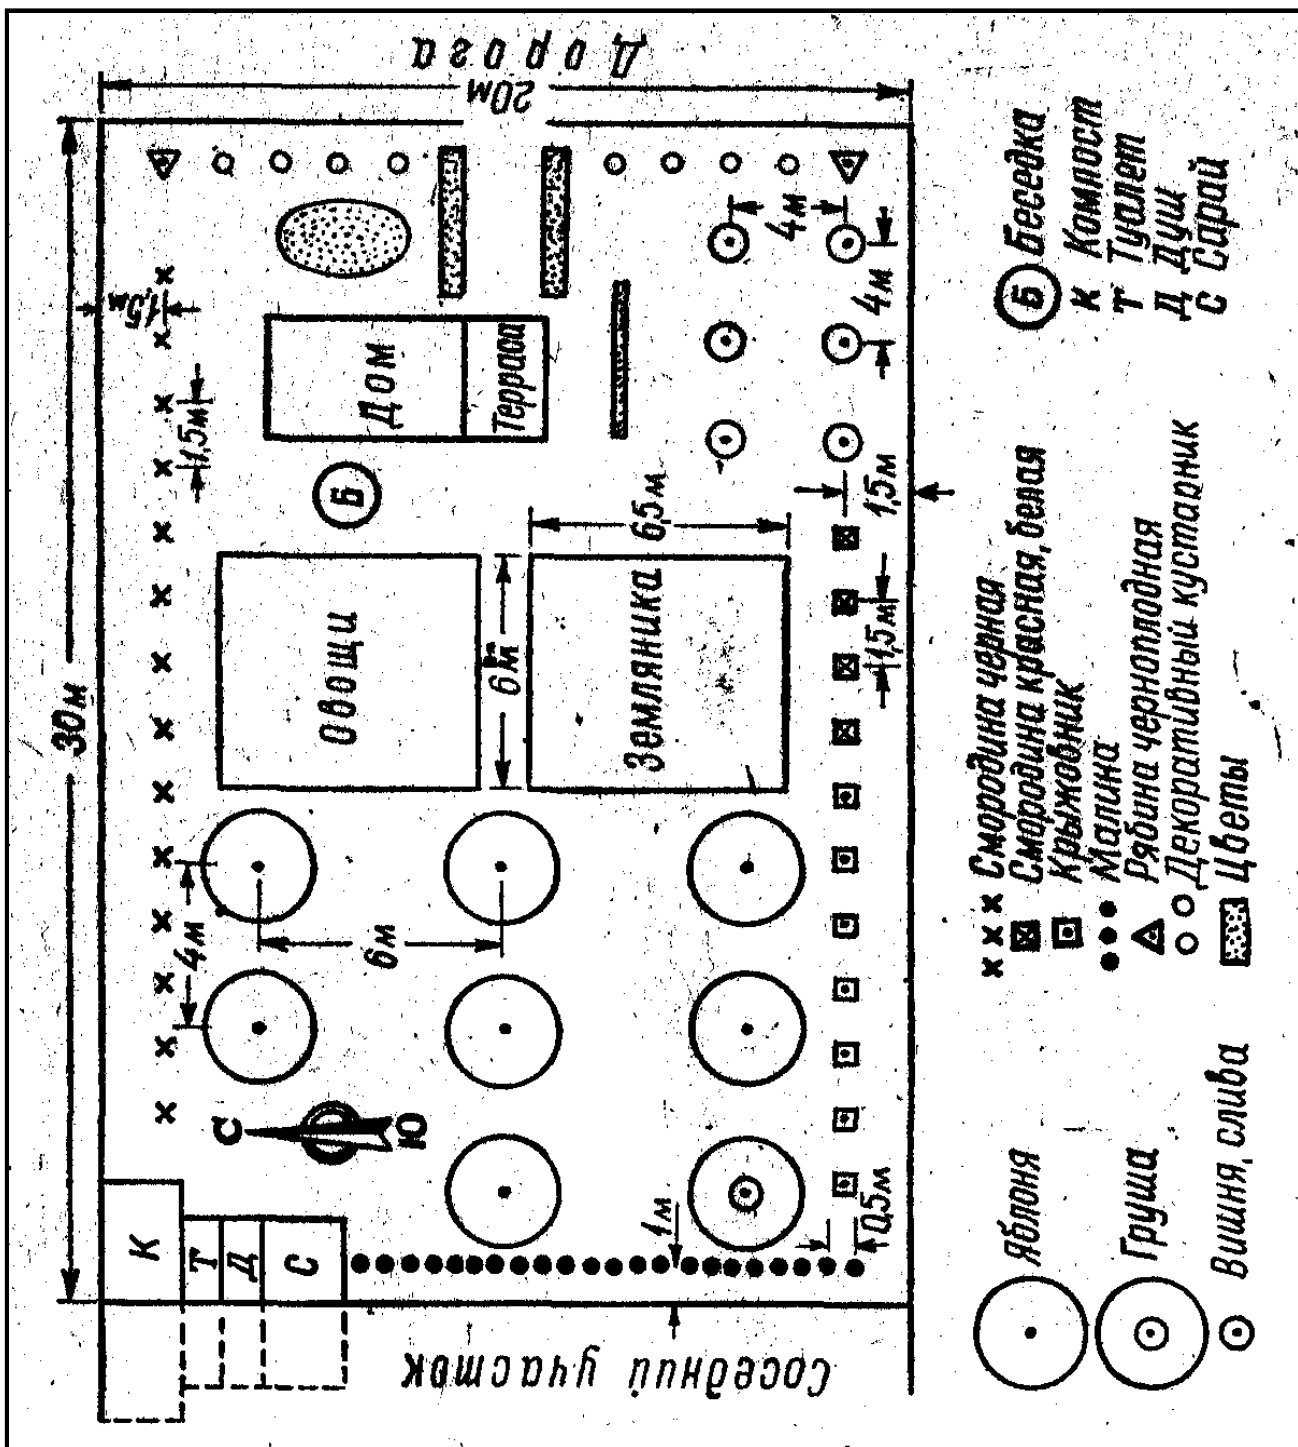 Дорога
20м
30м
1,5м
4м
4м
1,5м
Дом
Терраса
Б
6,5м
1,5м
Овощи
6м
Земляника
1,5м
4м
6м
С
Ю
К
Т
Д
С
1м
0,5м
Соседний участок
Яблоня
Груша
Вишня, слива
Смородина черная
Смородина красная, белая
Крыжовник
Малина
Рябина черноплодная
Декоративный кустарник
Цветы
Б Беседка
К Компост
Т Туалет
Д Душ
С Сарай